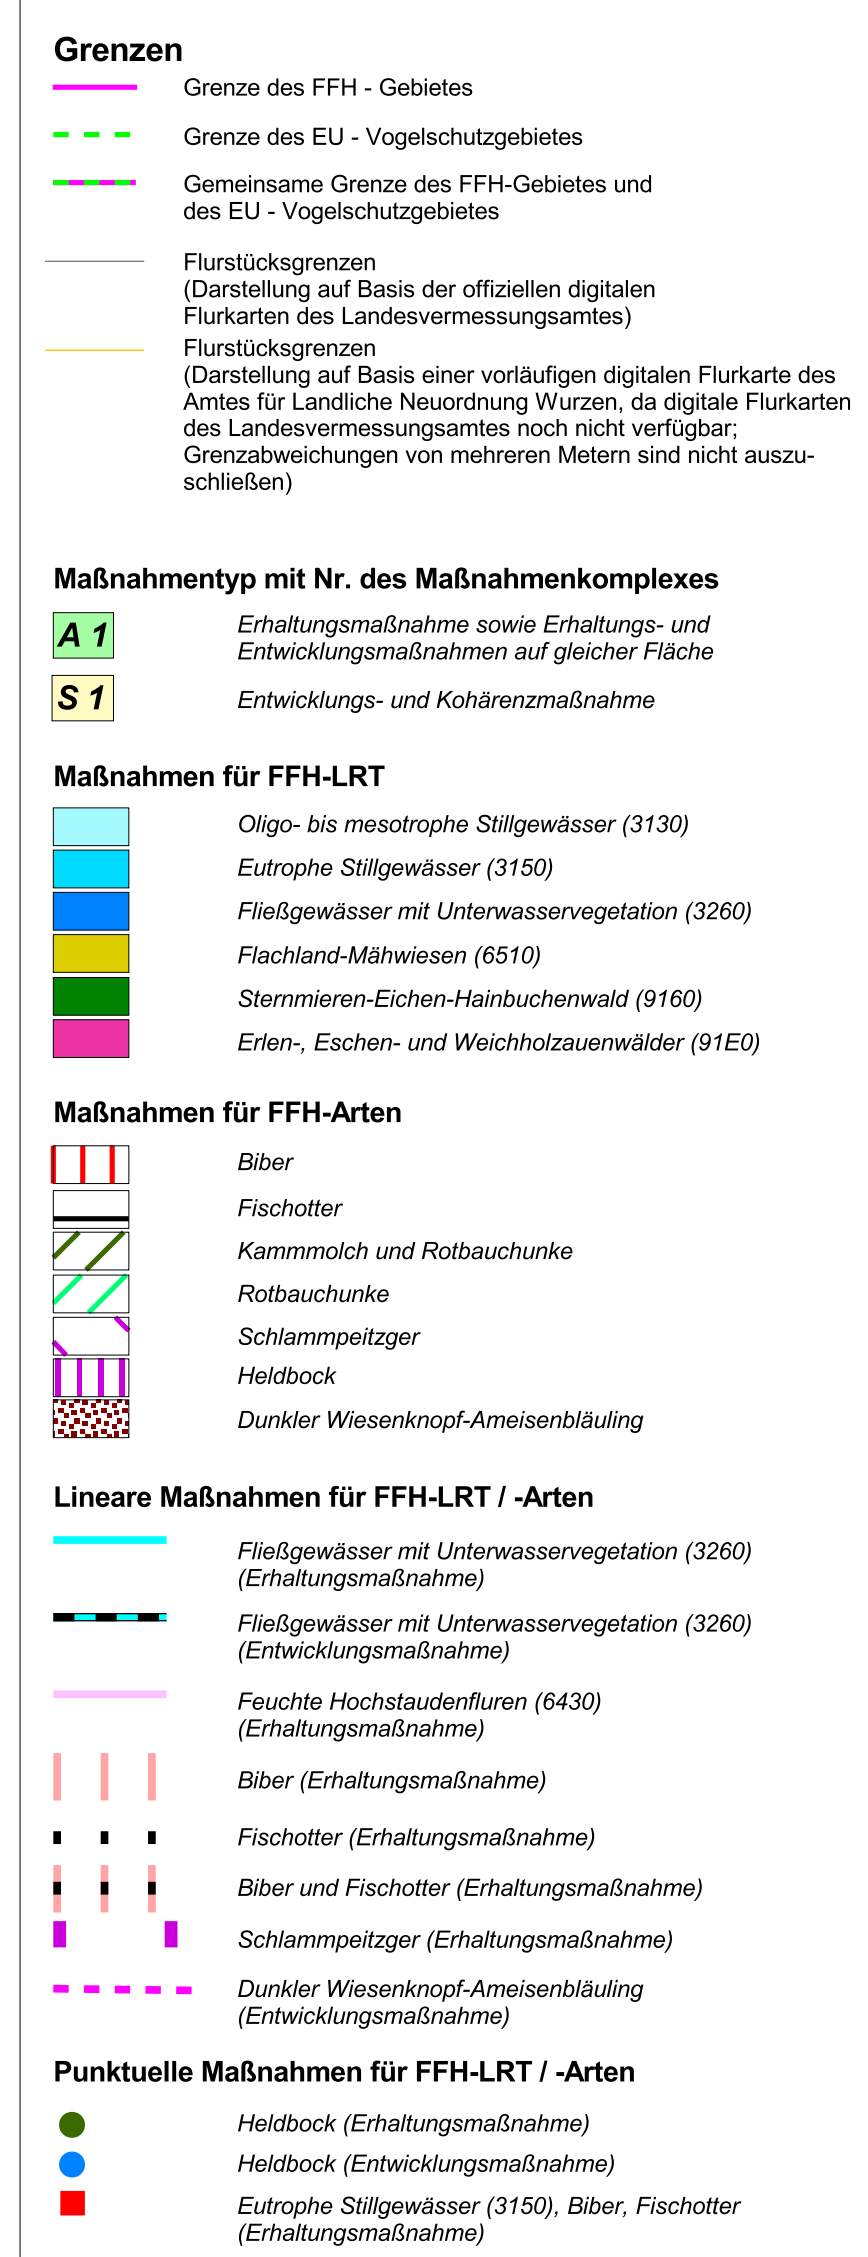 Grenzen
Grenze des FFH - Gebietes
Grenze des EU - Vogelschutzgebietes
Gemeinsame Grenze des FFH-Gebietes und
des EU - Vogelschutzgebietes
Flurstücksgrenzen
(Darstellung auf Basis der offiziellen digitalen
Flurkarten des Landesvermessungsamtes)
Flurstücksgrenzen
(Darstellung auf Basis einer vorläufigen digitalen Flurkarte des
Amtes für Landliche Neuordnung Wurzen, da digitale Flurkarten
des Landesvermessungsamtes noch nicht verfügbar;
Grenzabweichungen von mehreren Metern sind nicht auszu-
schließen)
Maßnahmentyp mit Nr. des Maßnahmenkomplexes
A 1
Erhaltungsmaßnahme sowie Erhaltungs- und
Entwicklungsmaßnahmen auf gleicher Fläche
S 1
Entwicklungs- und Kohärenzmaßnahme
Maßnahmen für FFH-LRT
Oligo- bis mesotrophe Stillgewässer (3130)
Eutrophe Stillgewässer (3150)
Fließgewässer mit Unterwasservegetation (3260)
Flachland-Mähwiesen (6510)
Sternmieren-Eichen-Hainbuchenwald (9160)
Erlen-, Eschen- und Weichholzauenwälder (91E0)
Maßnahmen für FFH-Arten
Biber
Fischotter
Kammmolch und Rotbauchunke
Rotbauchunke
Schlammpeitzger
Heldbock
Dunkler Wiesenknopf-Ameisenbläuling
Lineare Maßnahmen für FFH-LRT / -Arten
Fließgewässer mit Unterwasservegetation (3260)
(Erhaltungsmaßnahme)
Fließgewässer mit Unterwasservegetation (3260)
(Entwicklungsmaßnahme)
Feuchte Hochstaudenfluren (6430)
(Erhaltungsmaßnahme)
Biber (Erhaltungsmaßnahme)
Fischotter (Erhaltungsmaßnahme)
Biber und Fischotter (Erhaltungsmaßnahme)
Schlammpeitzger (Erhaltungsmaßnahme)
Dunkler Wiesenknopf-Ameisenbläuling
(Entwicklungsmaßnahme)
Punktuelle Maßnahmen für FFH-LRT / -Arten
Heldbock (Erhaltungsmaßnahme)
Heldbock (Entwicklungsmaßnahme)
Eutrophe Stillgewässer (3150), Biber, Fischotter
(Erhaltungsmaßnahme)